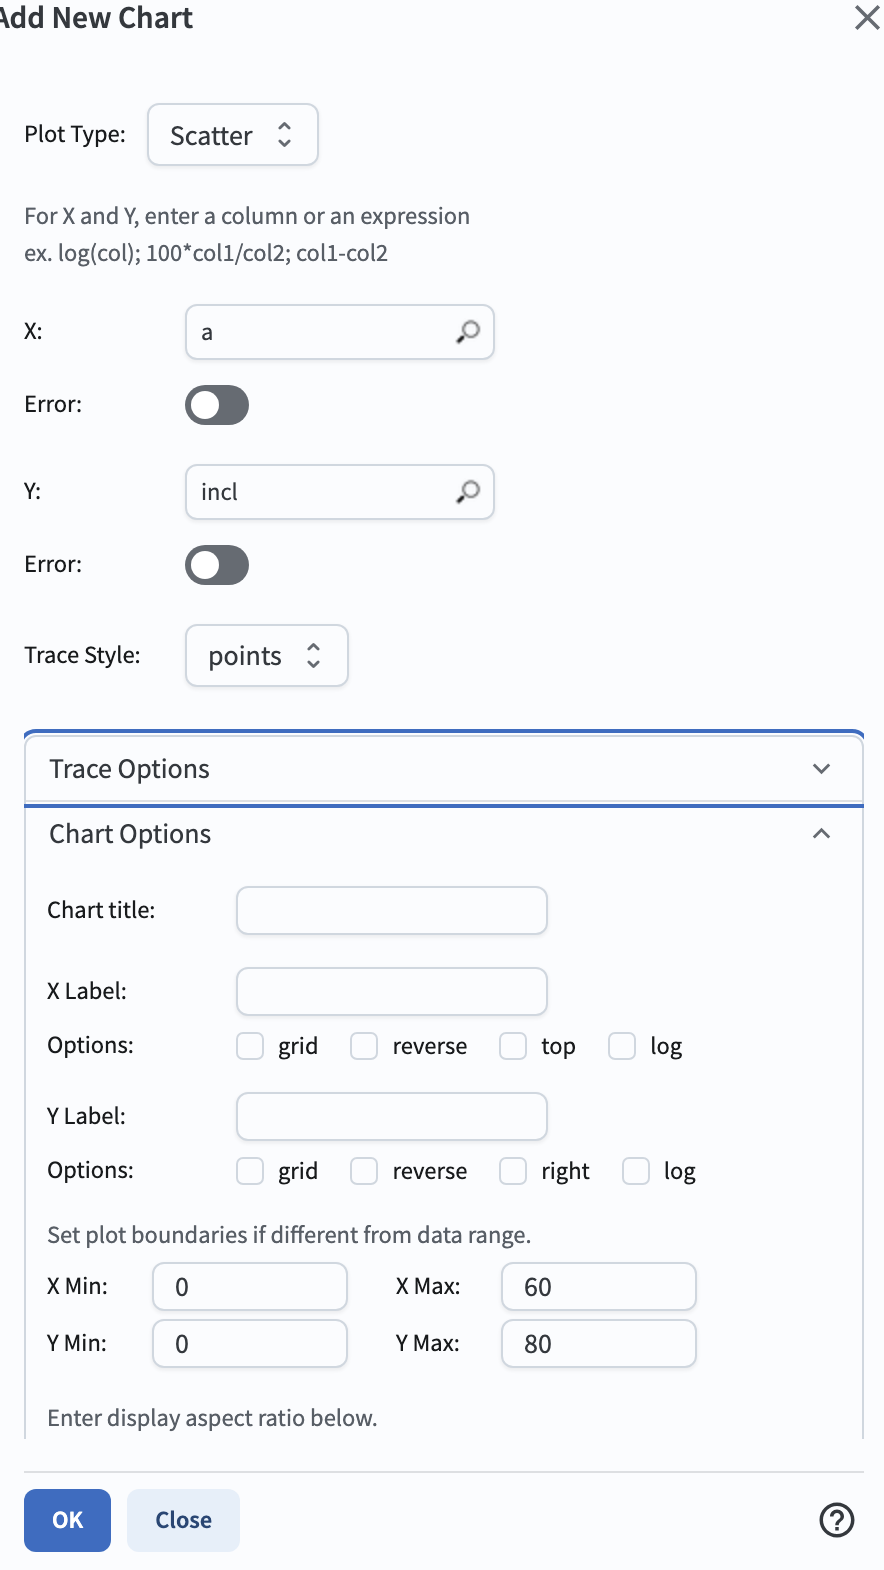 Add New Chart
Plot Type: Scatter
For X and Y, enter a column or an expression
ex. log(col); 100*col1/col2; col1-col2
X: a
Error:
Y: incl
Error:
Trace Style: points
Trace Options
Chart Options
Chart title:
X Label:
Options: grid reverse top log
Y Label:
Options: grid reverse right log
Set plot boundaries if different from data range.
X Min: 0 X Max: 60
Y Min: 0 Y Max: 80
Enter display aspect ratio below.
OK Close